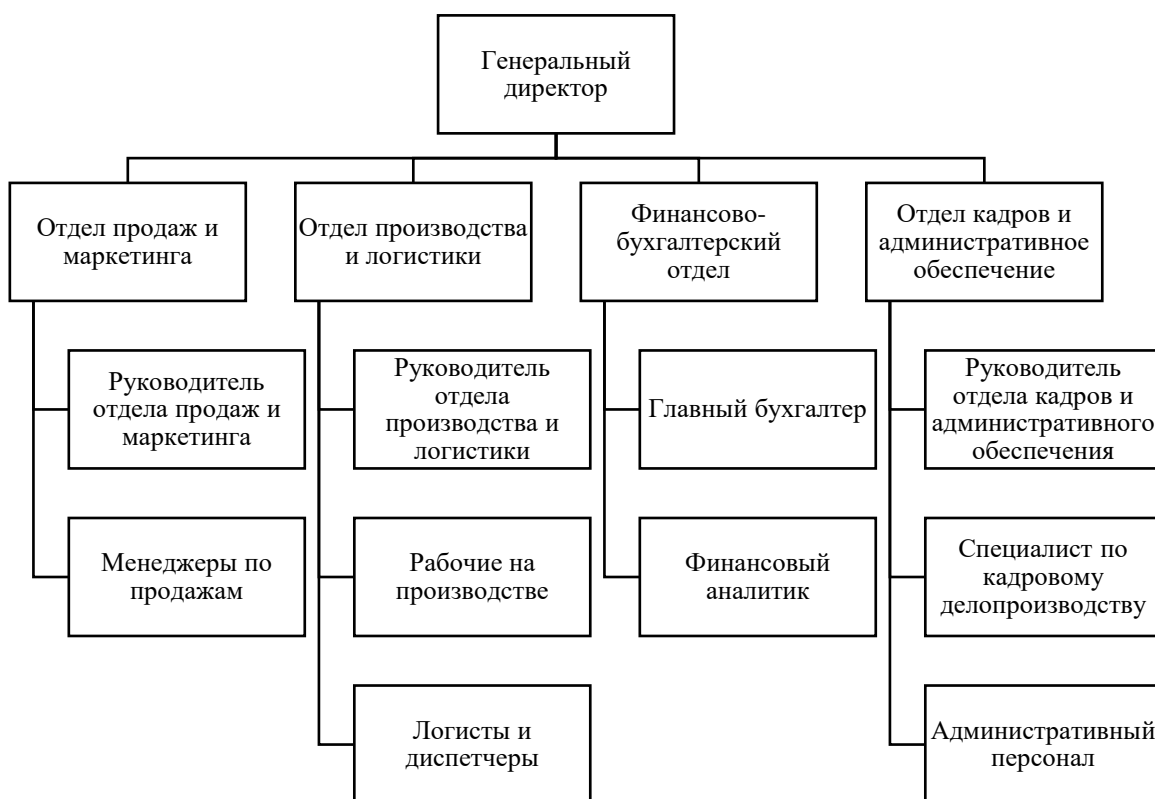 Генеральный
директор
Отдел продаж и
маркетинга
Отдел производства
и логистики
Финансово-
бухгалтерский
отдел
Отдел кадров и
административное
обеспечение
Руководитель
отдела продаж и
маркетинга
Руководитель
отдела
производства и
логистики
Главный бухгалтер
Руководитель
отдела кадров и
административного
обеспечения
Менеджеры по
продажам
Рабочие на
производстве
Финансовый
аналитик
Специалист по
кадровому
делопроизводству
Логисты и
диспетчеры
Административный
персонал